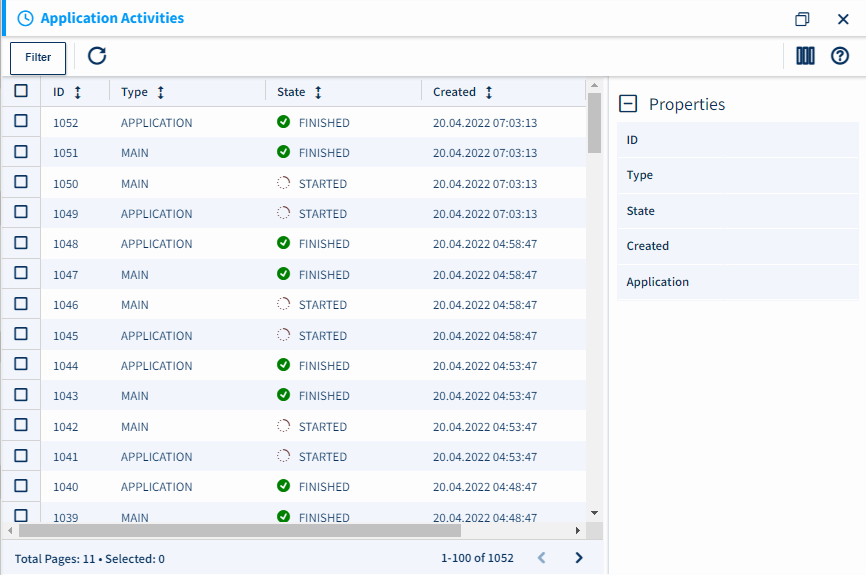 Application Activities
Filter
ID Type State Created
1052 APPLICATION FINISHED 20.04.2022 07:03:13
1051 MAIN FINISHED 20.04.2022 07:03:13
1050 MAIN STARTED 20.04.2022 07:03:13
1049 APPLICATION STARTED 20.04.2022 07:03:13
1048 APPLICATION FINISHED 20.04.2022 04:58:47
1047 MAIN FINISHED 20.04.2022 04:58:47
1046 MAIN STARTED 20.04.2022 04:58:47
1045 APPLICATION STARTED 20.04.2022 04:58:47
1044 APPLICATION FINISHED 20.04.2022 04:53:47
1043 MAIN FINISHED 20.04.2022 04:53:47
1042 MAIN STARTED 20.04.2022 04:53:47
1041 APPLICATION STARTED 20.04.2022 04:53:47
1040 APPLICATION FINISHED 20.04.2022 04:48:47
1039 MAIN FINISHED 20.04.2022 04:48:47
Total Pages: 11 • Selected: 0 1-100 of 1052
Properties
ID
Type
State
Created
Application